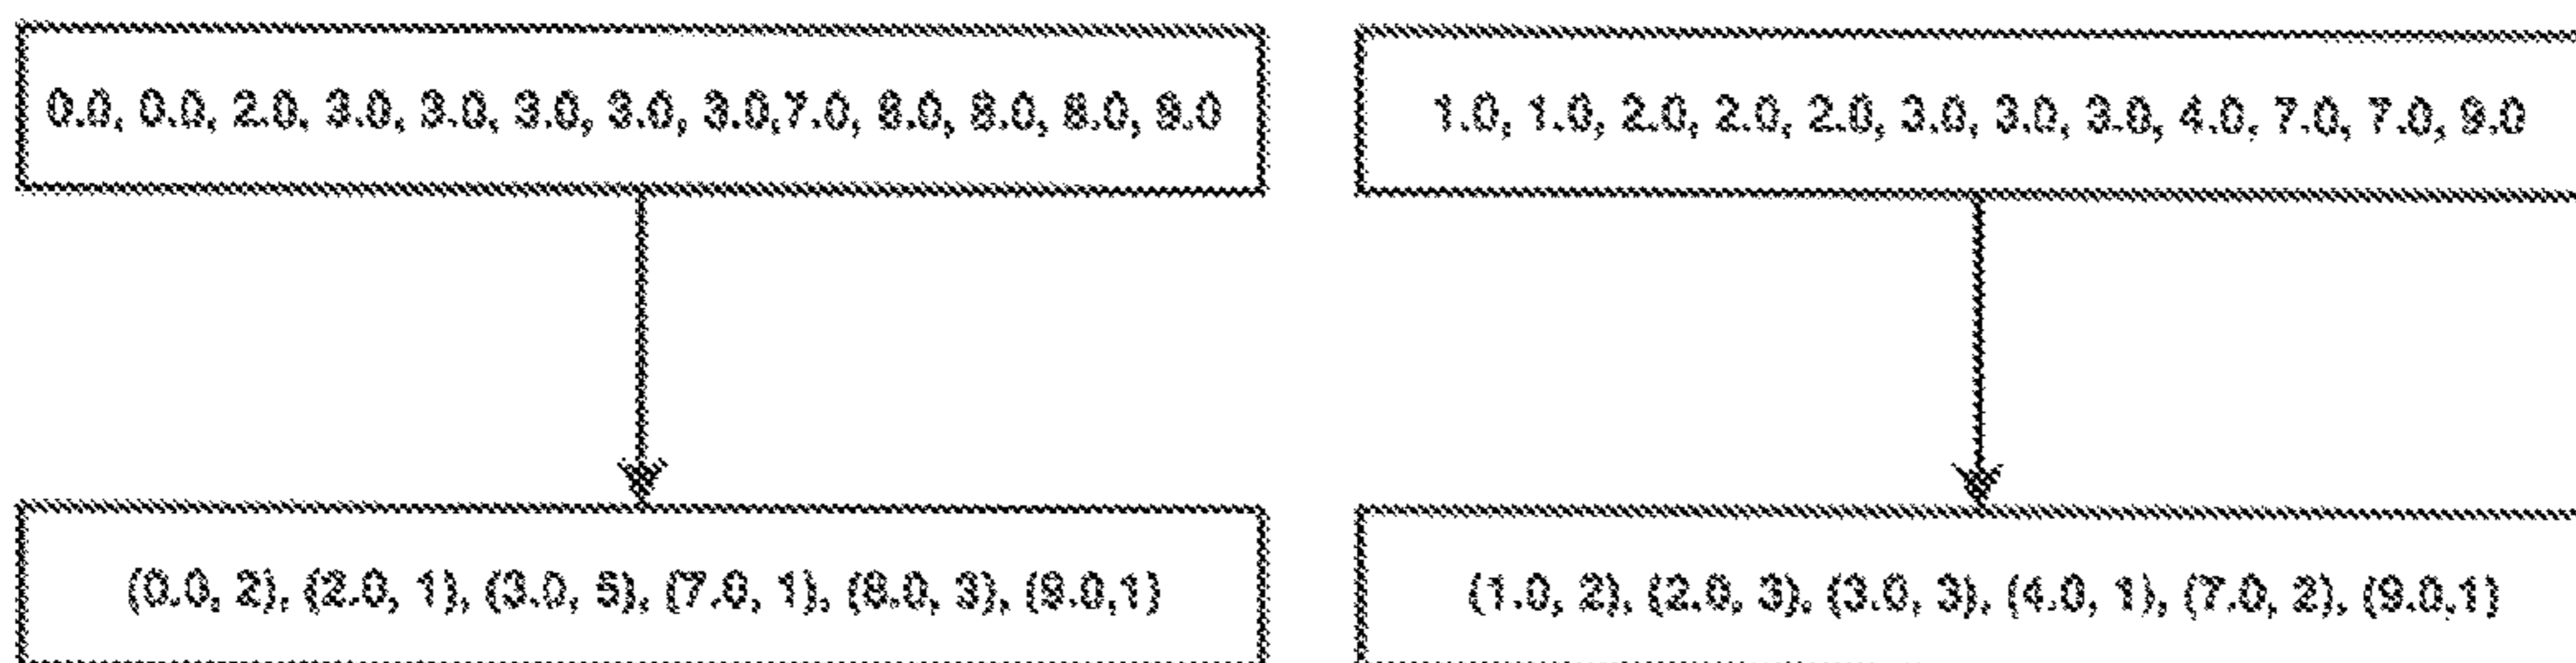 0.0, 0.0, 2.0, 3.0, 3.0, 3.0, 3.0, 3.0,7.0, 8.0, 8.0, 8.0, 9.0
1.0, 1.0, 2.0, 2.0, 2.0, 3.0, 3.0, 3.0, 4.0, 7.0, 7.0, 9.0
(0.0, 2), (2.0, 1), (3.0, 5), (7.0, 1), (8.0, 3), (9.0,1)
(1.0, 2), (2.0, 3), (3.0, 3), (4.0, 1), (7.0, 2), (9.0,1)